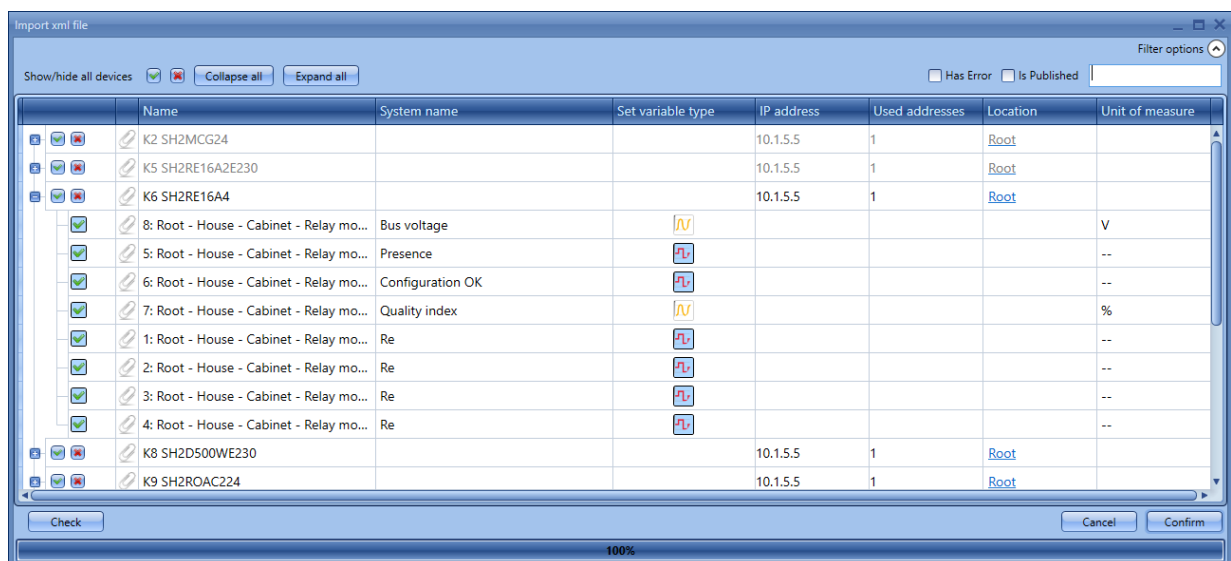 Import xml file
Filter options
Show/hide all devices Collapse all Expand all Has Error Is Published
Name System name Set variable type IP address Used addresses Location Unit of measure
K2 SH2MCG24 10.1.5.5 1 Root
K5 SH2RE16A2E230 10.1.5.5 1 Root
K6 SH2RE16A4 10.1.5.5 1 Root
8: Root - House - Cabinet - Relay mo... Bus voltage V
5: Root - House - Cabinet - Relay mo... Presence --
6: Root - House - Cabinet - Relay mo... Configuration OK --
7: Root - House - Cabinet - Relay mo... Quality index %
1: Root - House - Cabinet - Relay mo... Re --
2: Root - House - Cabinet - Relay mo... Re --
3: Root - House - Cabinet - Relay mo... Re --
4: Root - House - Cabinet - Relay mo... Re --
K8 SH2D500WE230 10.1.5.5 1 Root
K9 SH2ROAC224 10.1.5.5 1 Root
Check Cancel Confirm
100%